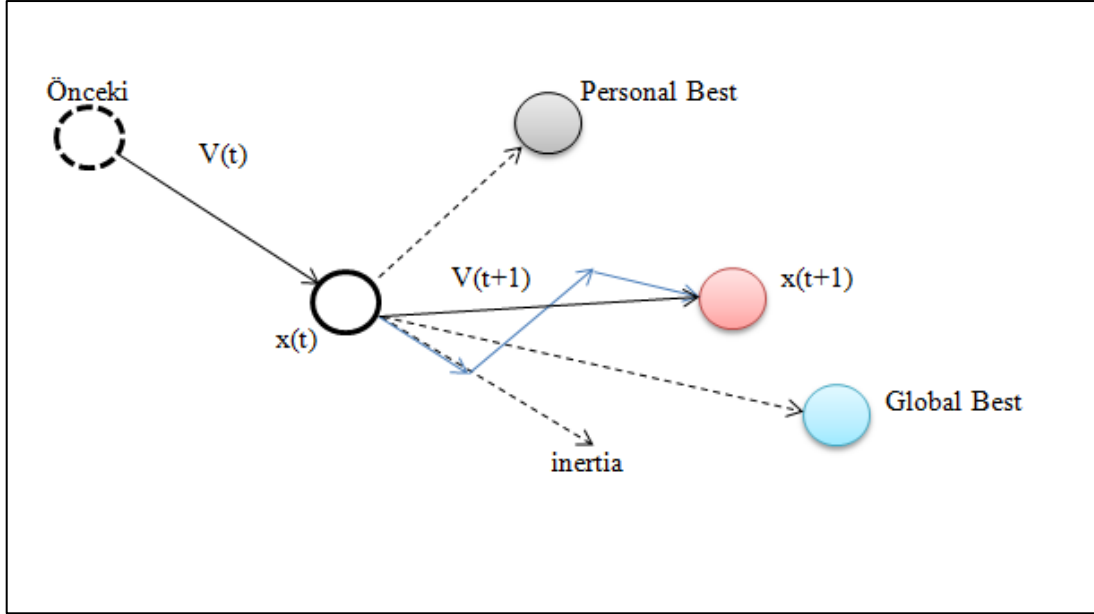 Önceki
Personal Best
V(t)
V(t+1)
x(t+1)
x(t)
Global Best
inertia